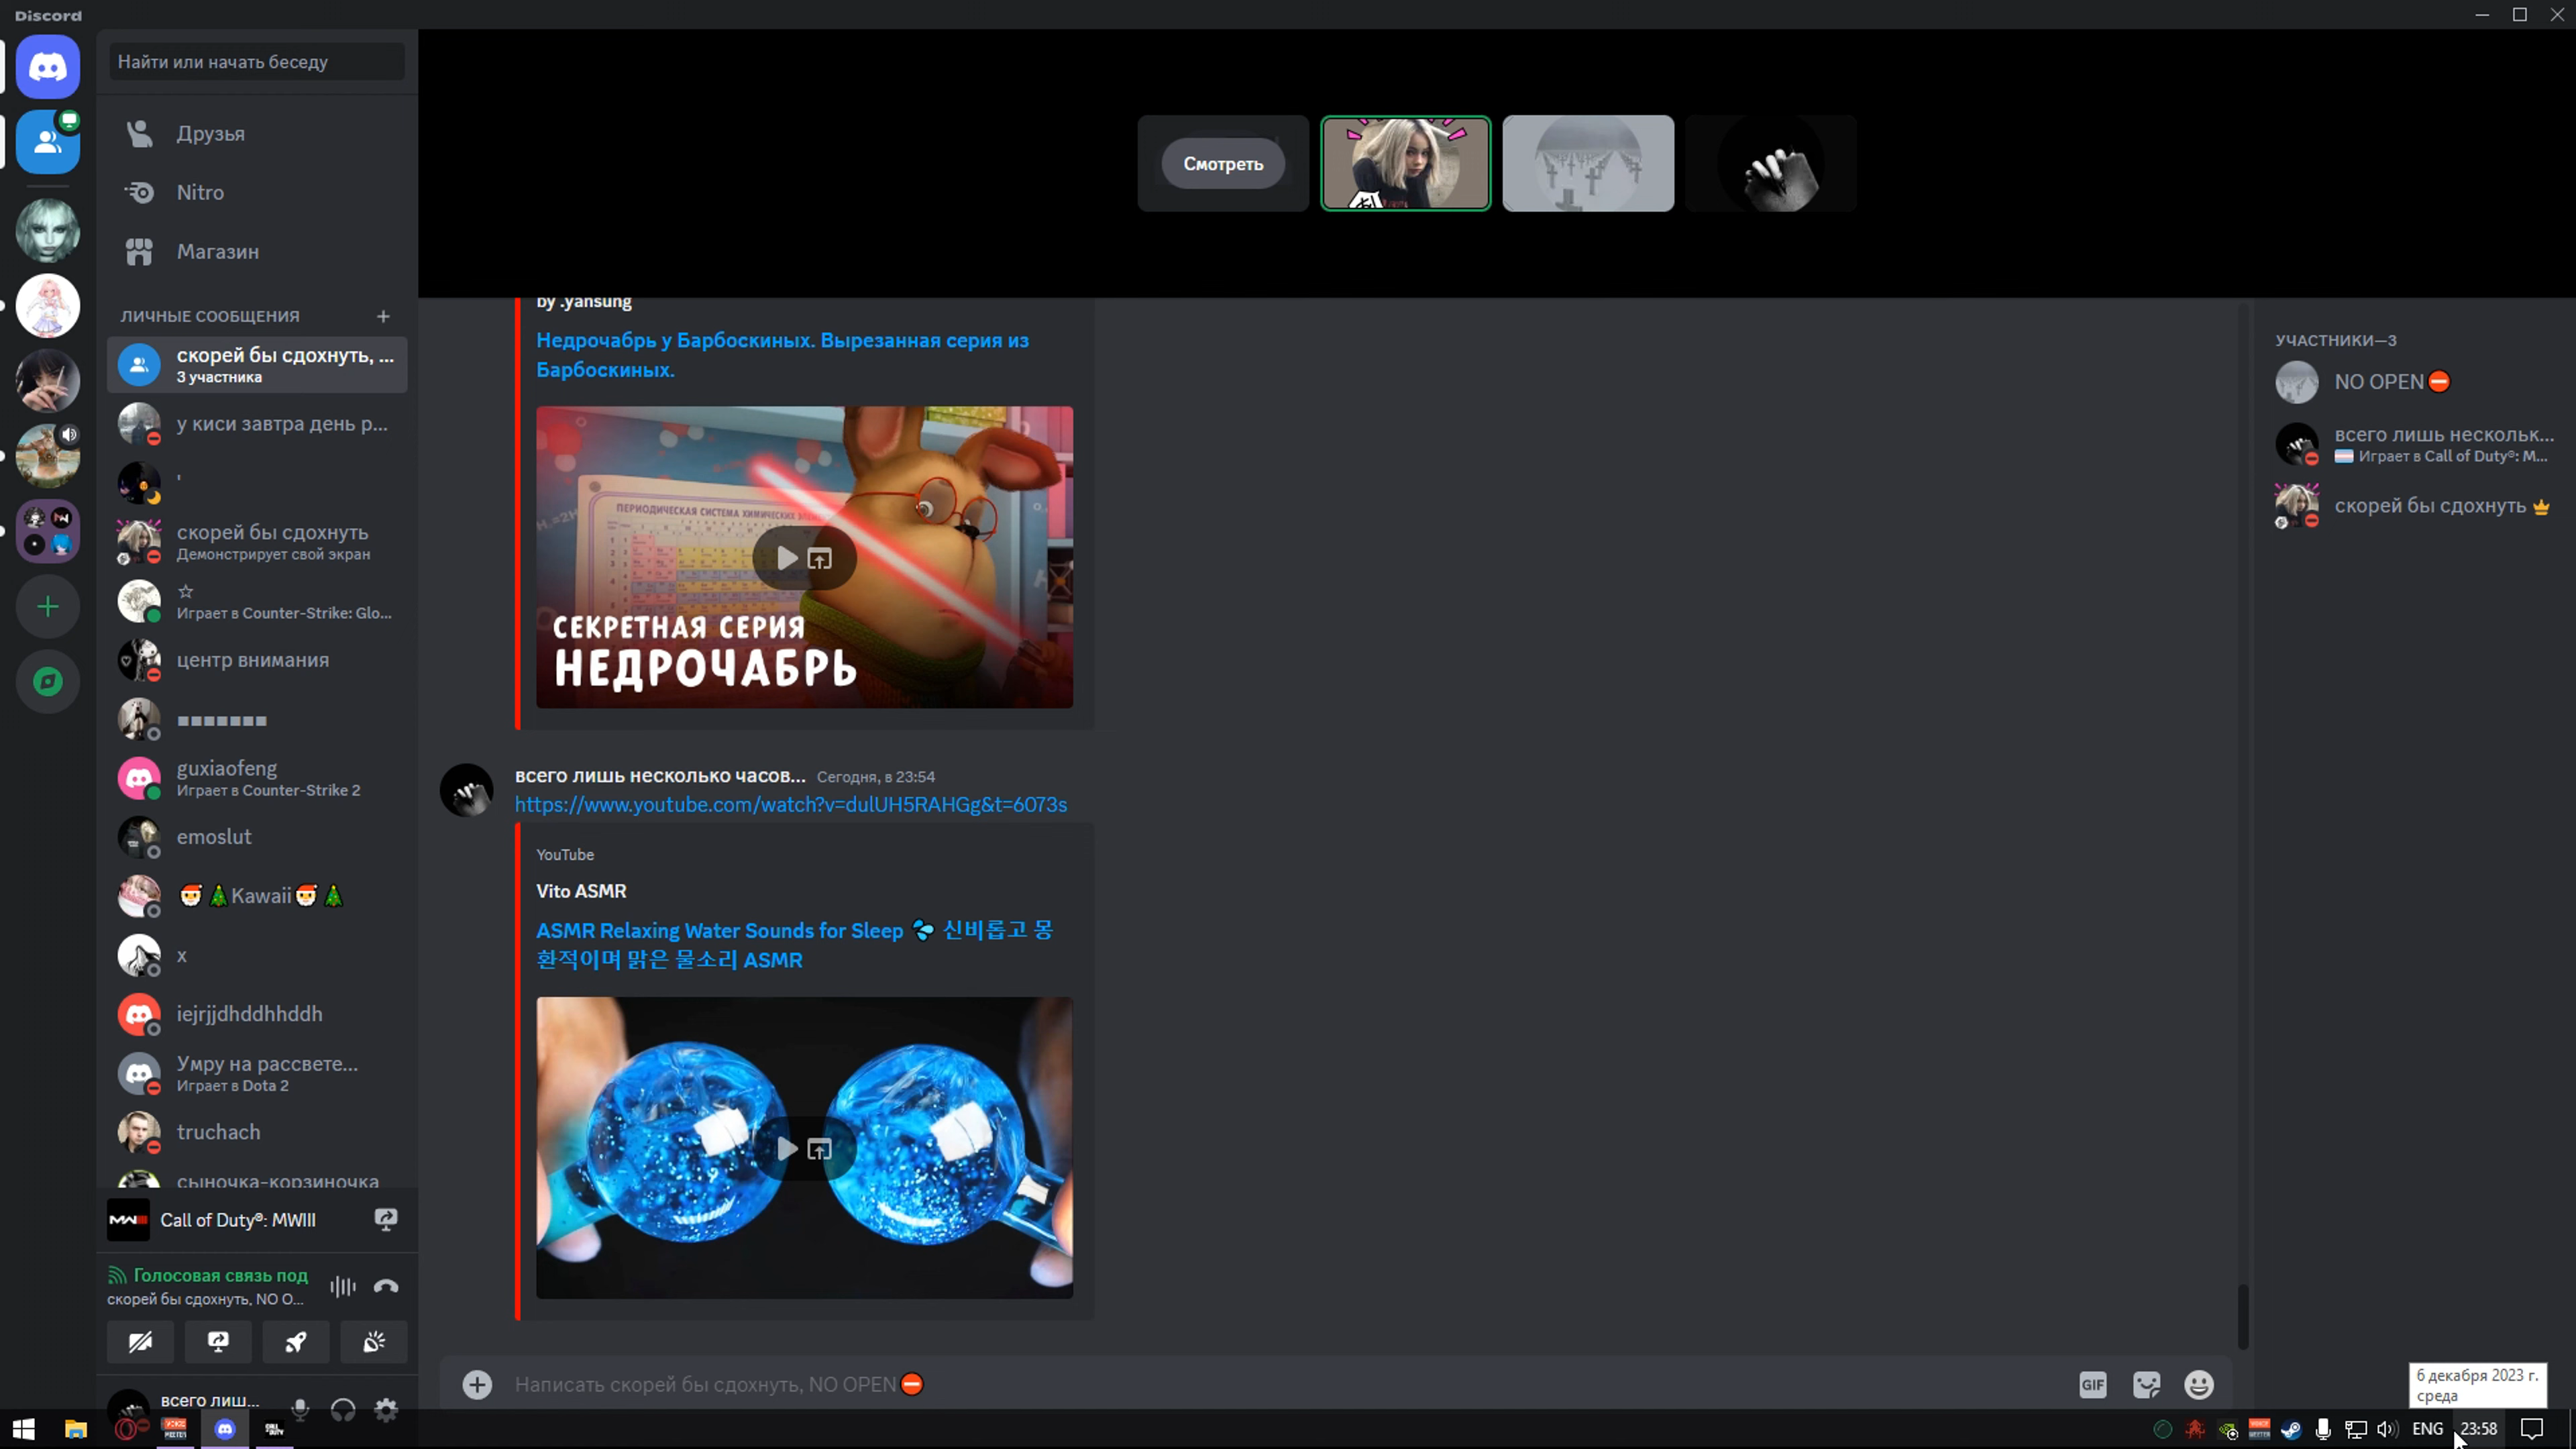 Discord
Найти или начать беседу
Друзья
Nitro
Магазин
ЛИЧНЫЕ СООБЩЕНИЯ
скорей бы сдохнуть, ...
3 участника
у киси завтра день р...
'
скорей бы сдохнуть
Демонстрирует свой экран
☆
Играет в Counter-Strike: Glo...
центр внимания
■■■■■■■
guxiaofeng
Играет в Counter-Strike 2
emoslut
🎅🎄Kawaii🎅🎄
x
iejrjjdhddhhddh
Умру на рассвете...
Играет в Dota 2
truchach
сыночка-корзиночка
Call of Duty®: MWIII
Голосовая связь под
скорей бы сдохнуть, NO O...
всего лиш...
Смотреть
by .yansung
Недрочабрь у Барбоскиных. Вырезанная серия из
Барбоскиных.
ПЕРИОДИЧЕСКАЯ СИСТЕМА ХИМИЧЕСКИХ
СЕКРЕТНАЯ СЕРИЯ
НЕДРОЧАБРЬ
всего лишь несколько часов... Сегодня, в 23:54
https://www.youtube.com/watch?v=dulUH5RAHGg&t=6073s
YouTube
Vito ASMR
ASMR Relaxing Water Sounds for Sleep 💦 신비롭고 몽
환적이며 맑은 물소리 ASMR
Написать скорей бы сдохнуть, NO OPEN⛔
GIF
УЧАСТНИКИ—3
NO OPEN⛔
всего лишь нескольк...
Играет в Call of Duty®: M...
скорей бы сдохнуть
6 декабря 2023 г.
среда
ENG 23:58